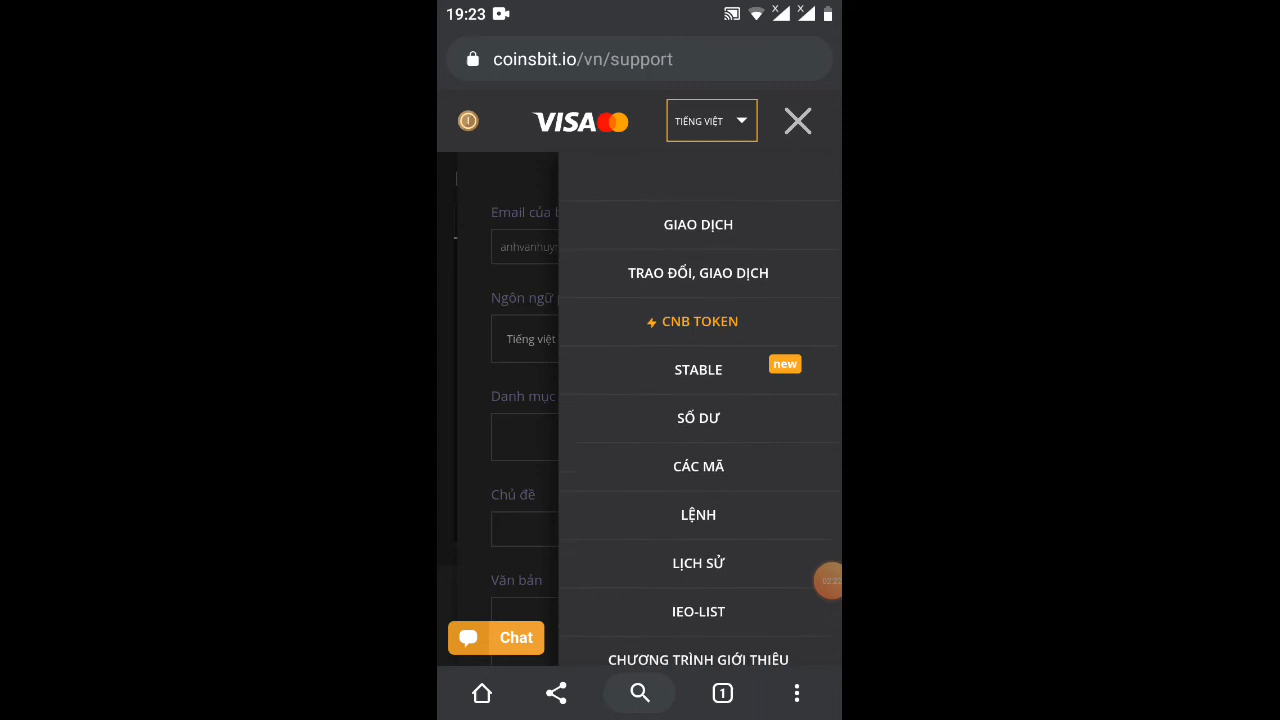 19:23
coinsbit.io/vn/support
VISA
TIẾNG VIỆT
Email của
anhvanhuy
Ngôn ngữ
Tiếng việt
Danh mục
Chủ đề
Văn bản
Chat
GIAO DỊCH
TRAO ĐỔI, GIAO DỊCH
CNB TOKEN
STABLE
new
SỐ DƯ
CÁC MÃ
LỆNH
LỊCH SỬ
IEO-LIST
CHƯƠNG TRÌNH GIỚI THIỆU
1